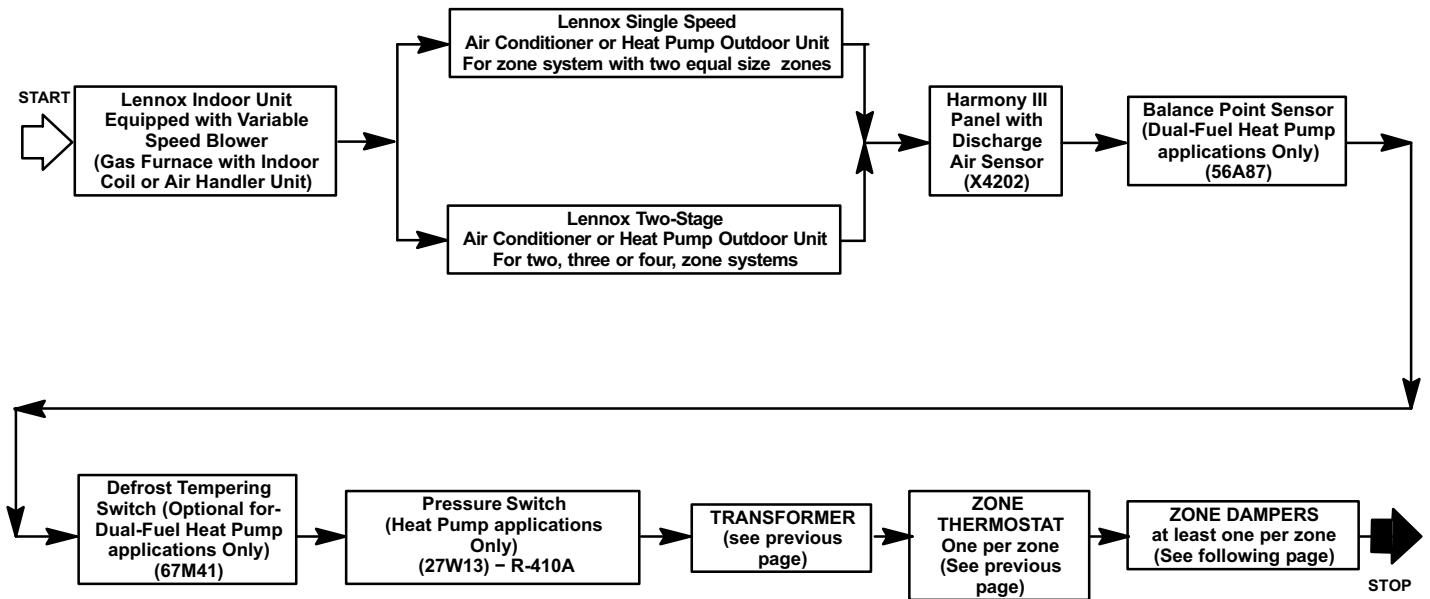 START
Lennox Indoor Unit
Equipped with Variable
Speed Blower
(Gas Furnace with Indoor
Coil or Air Handler Unit)
Lennox Single Speed
Air Conditioner or Heat Pump Outdoor Unit
For zone system with two equal size zones
Lennox Two-Stage
Air Conditioner or Heat Pump Outdoor Unit
For two, three or four, zone systems
Harmony III
Panel with
Discharge
Air Sensor
(X4202)
Balance Point Sensor
(Dual-Fuel Heat Pump
applications Only)
(56A87)
Defrost Tempering
Switch (Optional for-
Dual-Fuel Heat Pump
applications Only)
(67M41)
Pressure Switch
(Heat Pump applications
Only)
(27W13) − R-410A
TRANSFORMER
(see previous
page)
ZONE
THERMOSTAT
One per zone
(See previous
page)
ZONE DAMPERS
at least one per zone
(See following page)
STOP